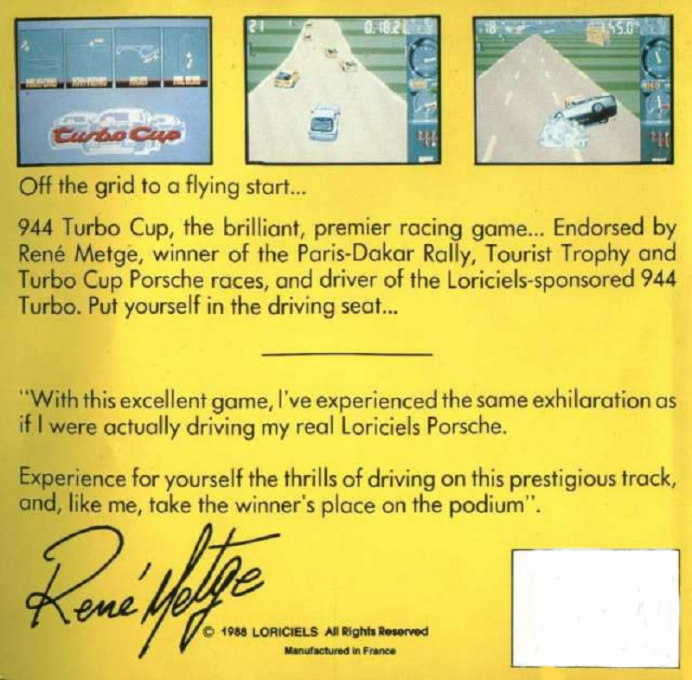 Turbo Cup
21
0.18.2
18
1.45.0
Off the grid to a flying start...
944 Turbo Cup, the brilliant, premier racing game... Endorsed by
René Metge, winner of the Paris-Dakar Rally, Tourist Trophy and
Turbo Cup Porsche races, and driver of the Loriciels-sponsored 944
Turbo. Put yourself in the driving seat...
"With this excellent game, I've experienced the same exhilaration as
if I were actually driving my real Loriciels Porsche.
Experience for yourself the thrills of driving on this prestigious track,
and, like me, take the winner's place on the podium".
René Metge
© 1988 LORICIELS All Rights Reserved
Manufactured in France